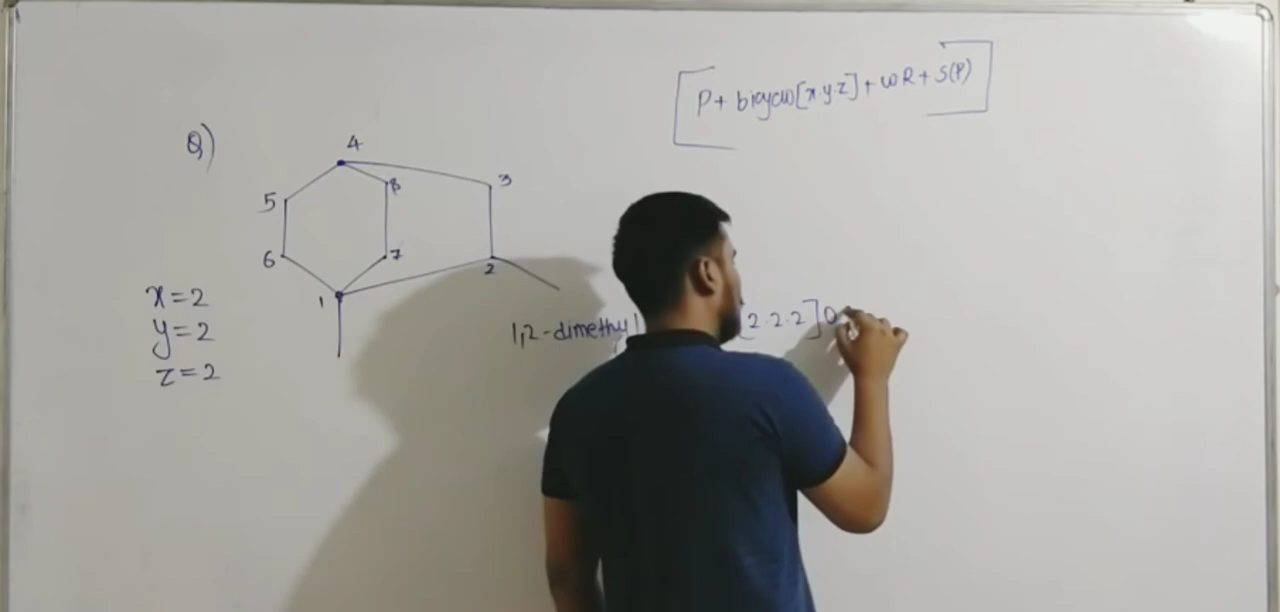 P + bicyclo[x.y.z] + WR + S(P)
Q)
4
8
3
5
6
7
2
1
x=2
y=2
z=2
1,2-dimethyl [2.2.2]O